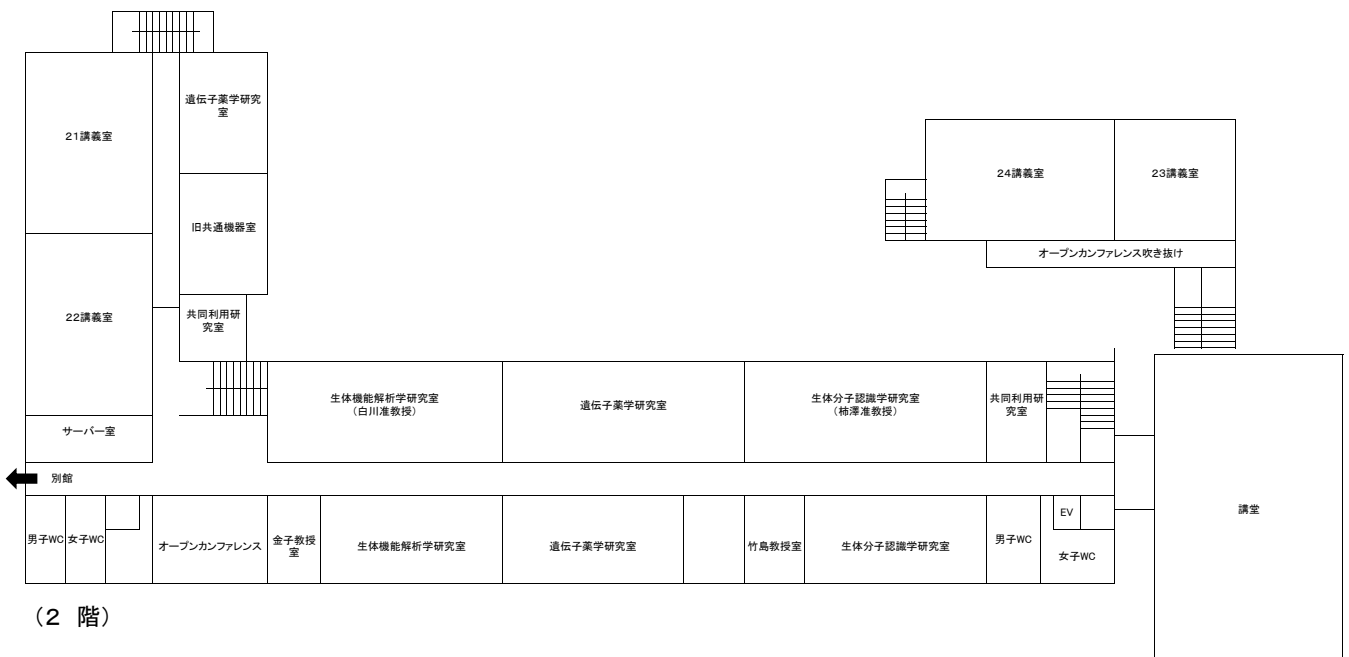 遺伝子薬学研究
室
21講義室
24講義室
23講義室
旧共通機器室
オープンカンファレンス吹き抜け
22講義室
共同利用研
究室
生体機能解析学研究室
（白川准教授）
遺伝子薬学研究室
生体分子認識学研究室
（柿澤准教授）
共同利用研
究室
サーバー室
別館
講堂
男子WC
女子WC
オープンカンファレンス
金子教授
室
生体機能解析学研究室
遺伝子薬学研究室
竹島教授室
生体分子認識学研究室
男子WC
EV
女子WC
（2 階）